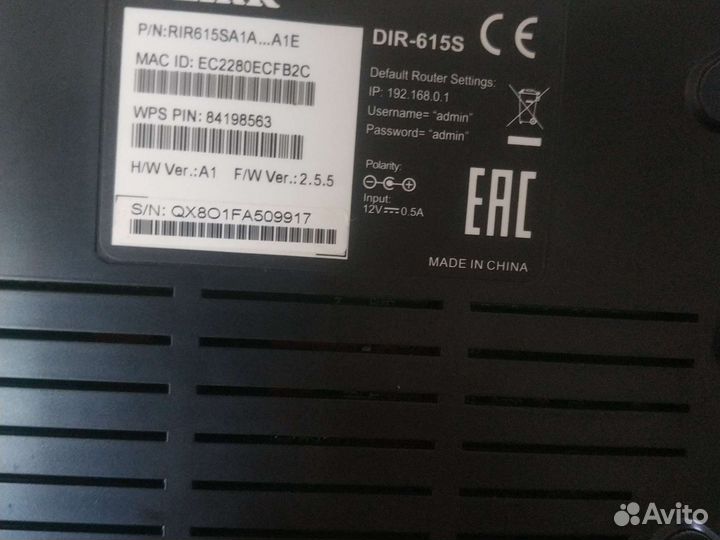 P/N:RIR615SA1A...A1E
MAC ID: EC2280ECFB2C
WPS PIN: 84198563
H/W Ver.:A1 F/W Ver.:2.5.5
S/N: QX8O1FA509917
DIR-615S CE
Default Router Settings:
IP: 192.168.0.1
Username= "admin"
Password= "admin"
Polarity:
Input:
12V 0.5A
EAC
MADE IN CHINA
Avito